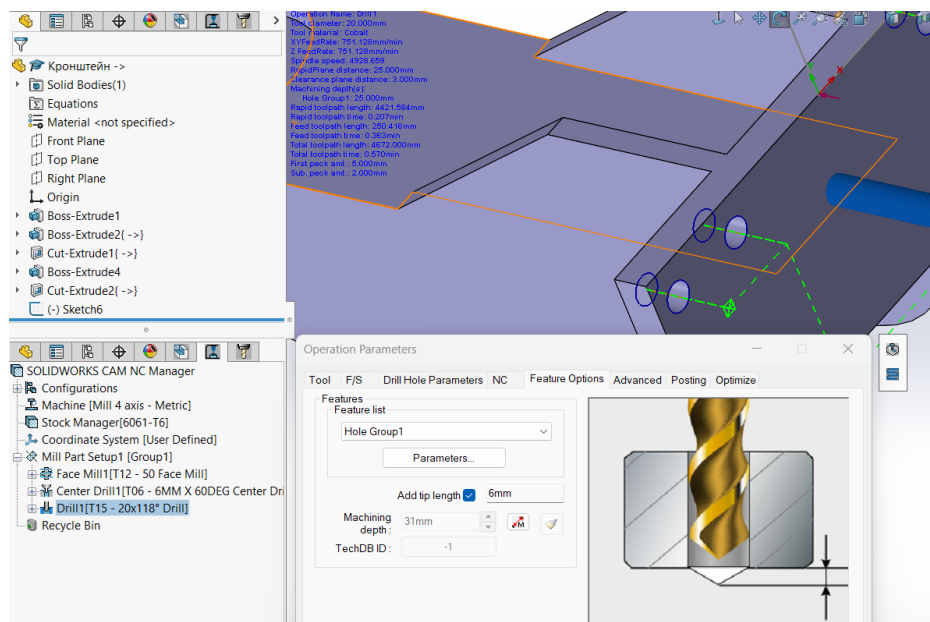 Кронштейн ->
Solid Bodies(1)
Equations
Material <not specified>
Front Plane
Top Plane
Right Plane
Origin
Boss-Extrude1
Boss-Extrude2{ ->}
Cut-Extrude1{ ->}
Boss-Extrude4
Cut-Extrude2{ ->}
(-) Sketch6
Operation Name: Drill1
Tool diameter: 20.000mm
Tool material: Cobalt
XYFeedRate: 751.128mm/min
Z FeedRate: 751.128mm/min
Spindle speed: 4928.659
RapidPlane distance: 25.000mm
Clearance plane distance: 3.000mm
Machining depth(s):
Hole Group1: 25.000mm
Rapid toolpath length: 4421.584mm
Rapid toolpath time: 0.207min
Feed toolpath length: 250.416mm
Feed toolpath time: 0.363min
Total toolpath length: 4672.000mm
Total toolpath time: 0.570min
First peck amt.: 5.000mm
Sub. peck amt.: 2.000mm
X
SOLIDWORKS CAM NC Manager
Configurations
Machine [Mill 4 axis - Metric]
Stock Manager[6061-T6]
Coordinate System [User Defined]
Mill Part Setup1 [Group1]
Face Mill1[T12 - 50 Face Mill]
Center Drill1[T06 - 6MM X 60DEG Center Dri
Drill1[T15 - 20x118° Drill]
Recycle Bin
Operation Parameters
Tool F/S Drill Hole Parameters NC Feature Options Advanced Posting Optimize
Features
Feature list
Hole Group1
Parameters...
Add tip length 6mm
Machining depth: 31mm
TechDB ID: -1